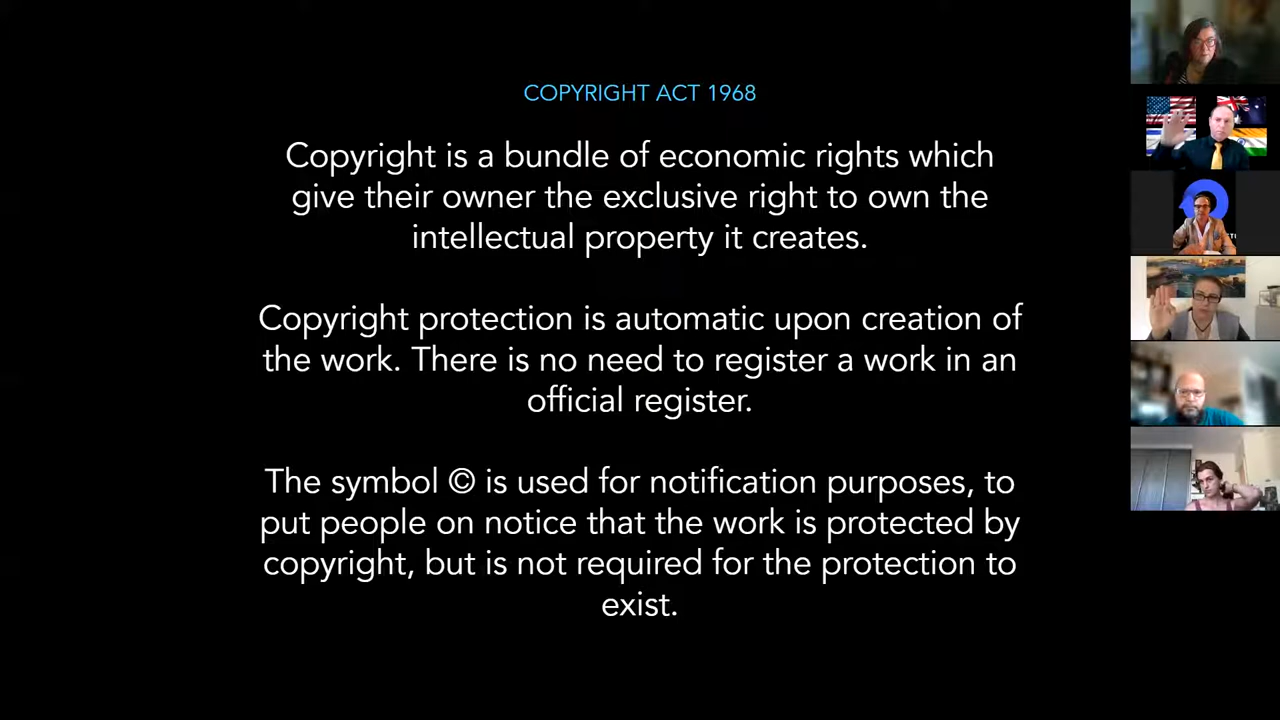 COPYRIGHT ACT 1968
Copyright is a bundle of economic rights which
give their owner the exclusive right to own the
intellectual property it creates.
Copyright protection is automatic upon creation of
the work. There is no need to register a work in an
official register.
The symbol © is used for notification purposes, to
put people on notice that the work is protected by
copyright, but is not required for the protection to
exist.